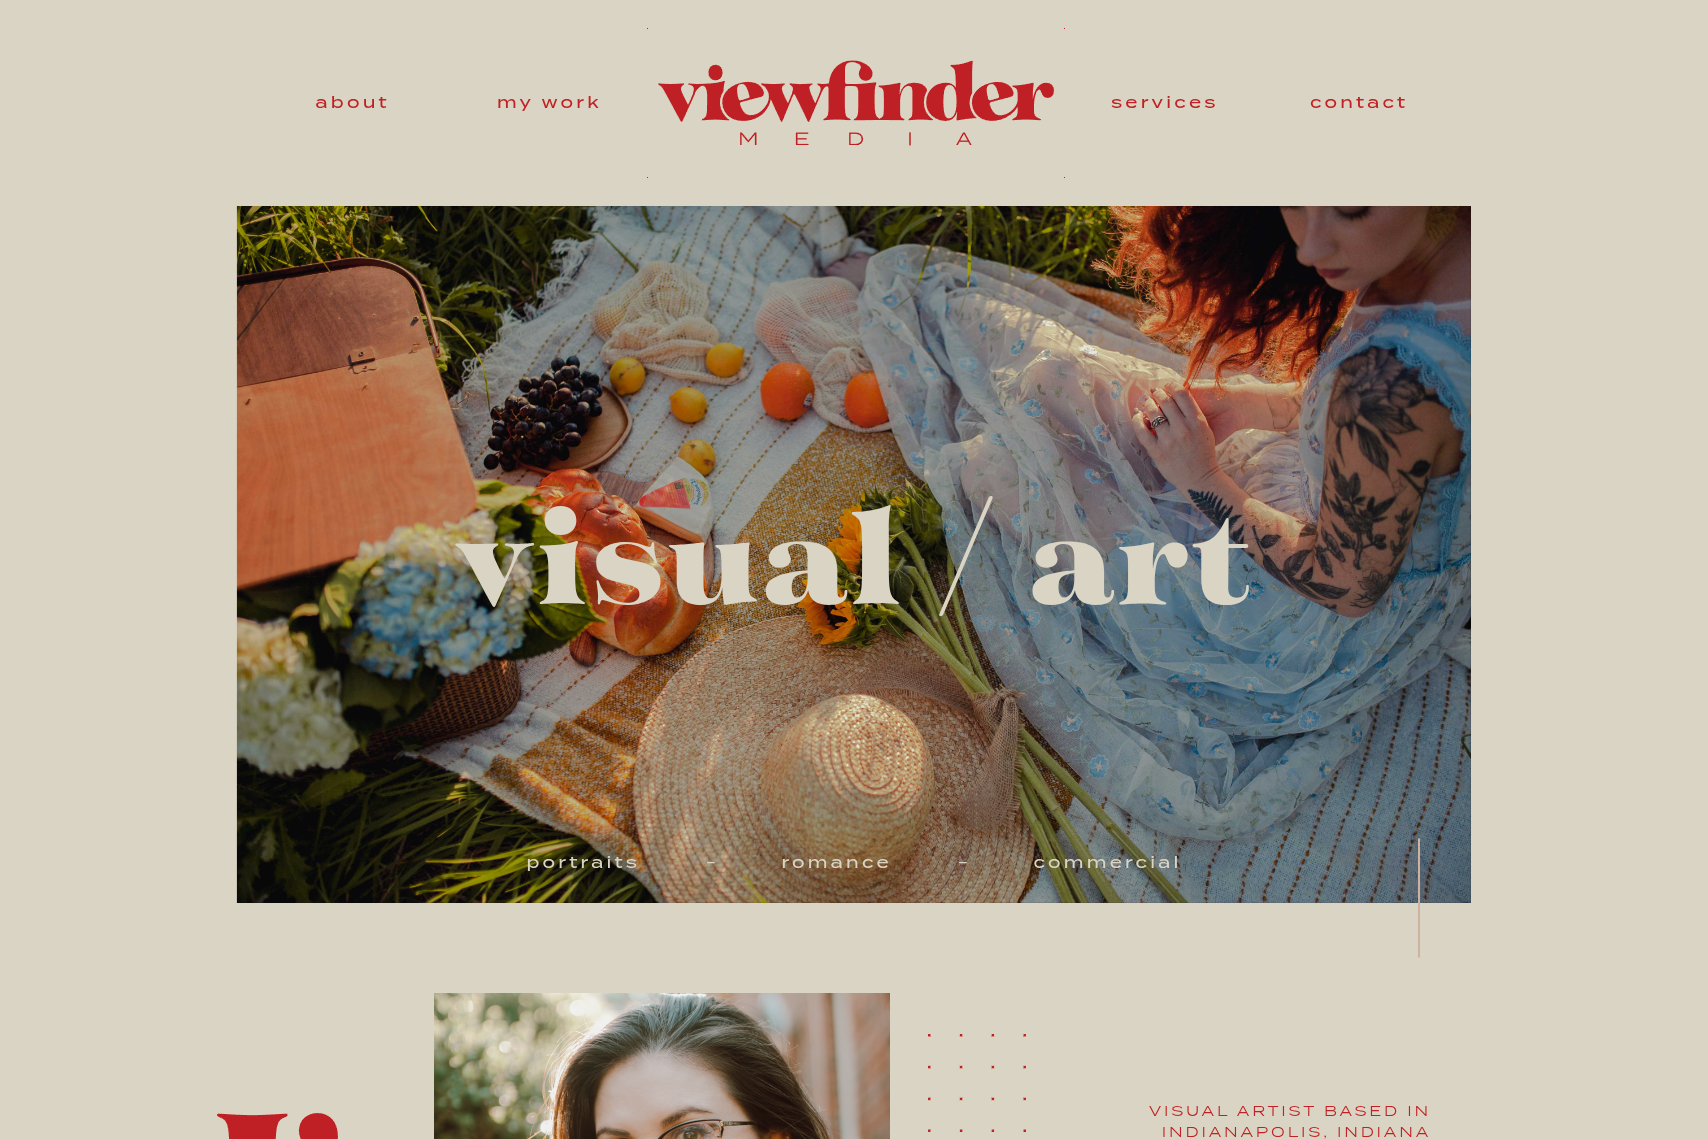 about
my work
viewfinder
MEDIA
services
contact
visual / art
portraits - romance - commercial
VISUAL ARTIST BASED IN
INDIANAPOLIS, INDIANA